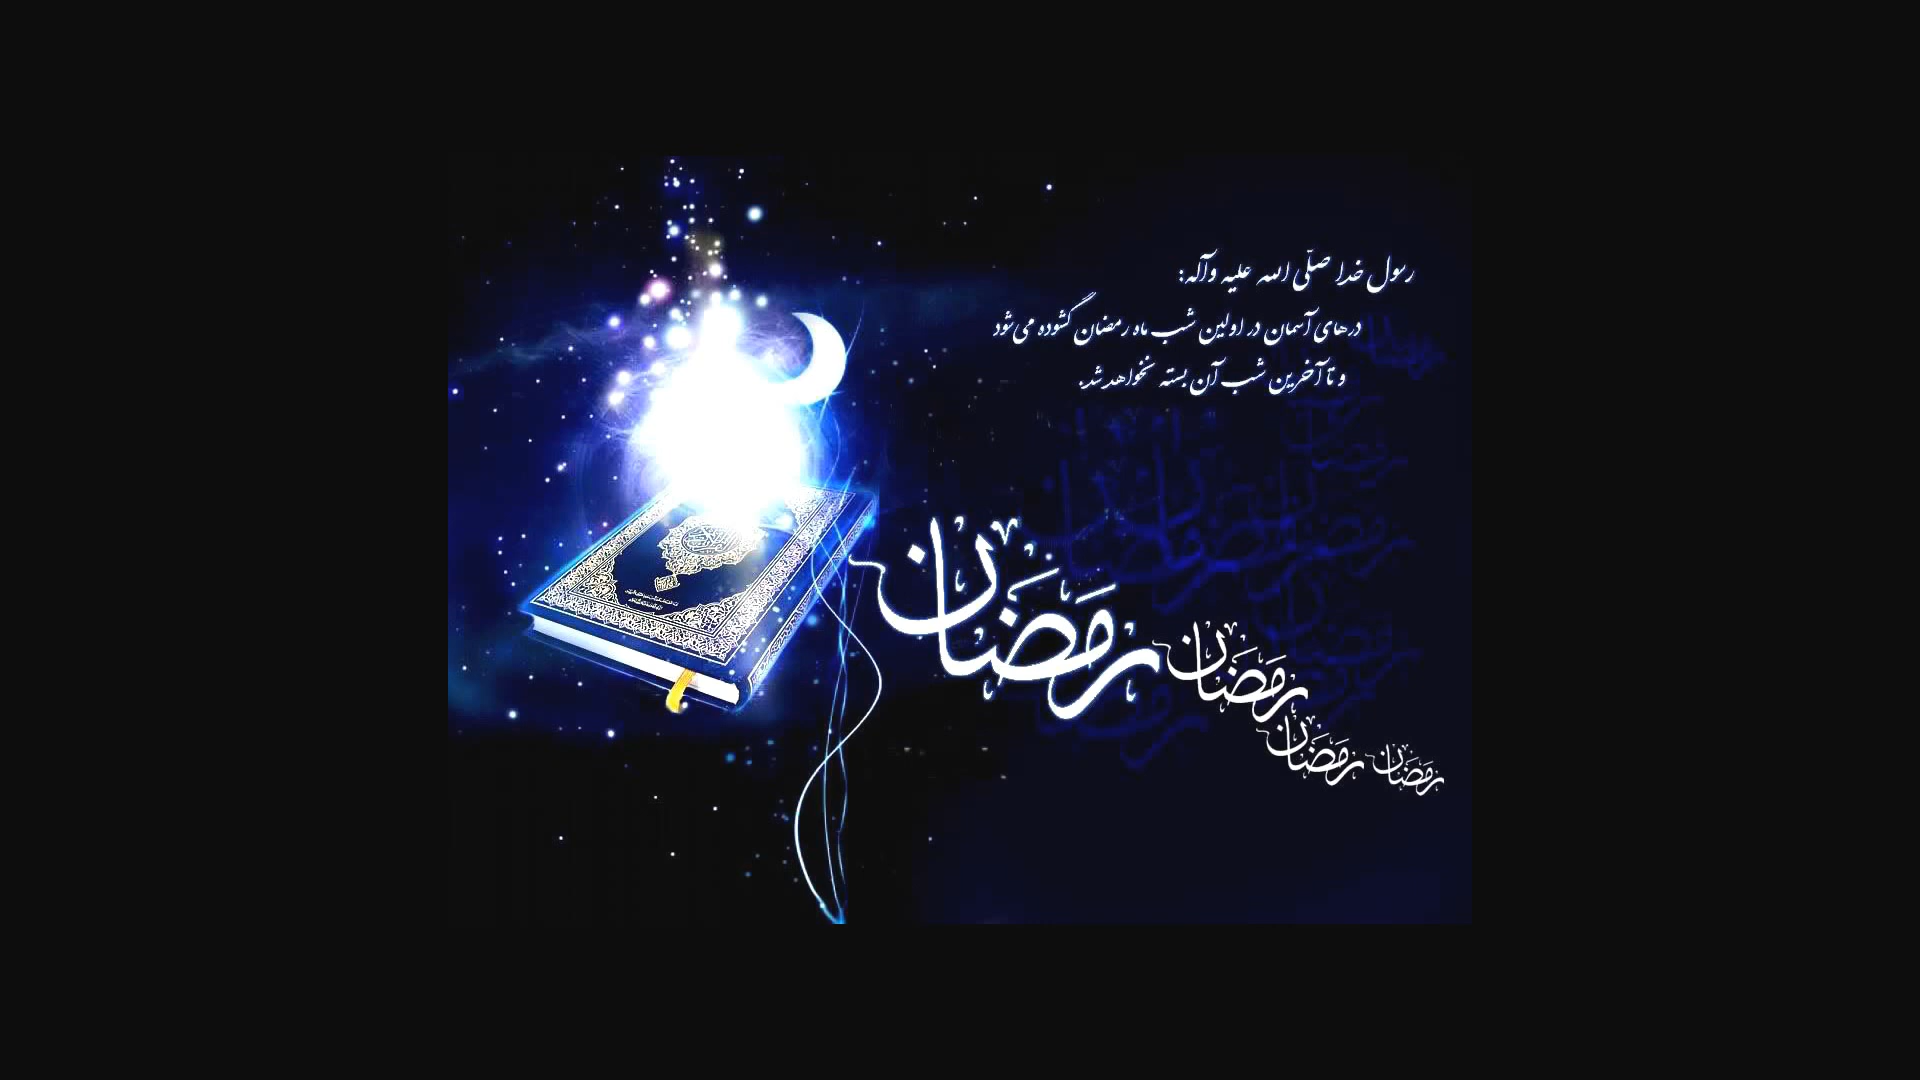 رسول خدا صلّی الله علیه وآله:
درهای آسمان در اولین شب ماه رمضان گشوده می‌شود
و تا آخرین شب آن بسته نخواهد شد.
رمضان
رمضان
رمضان
رمضان